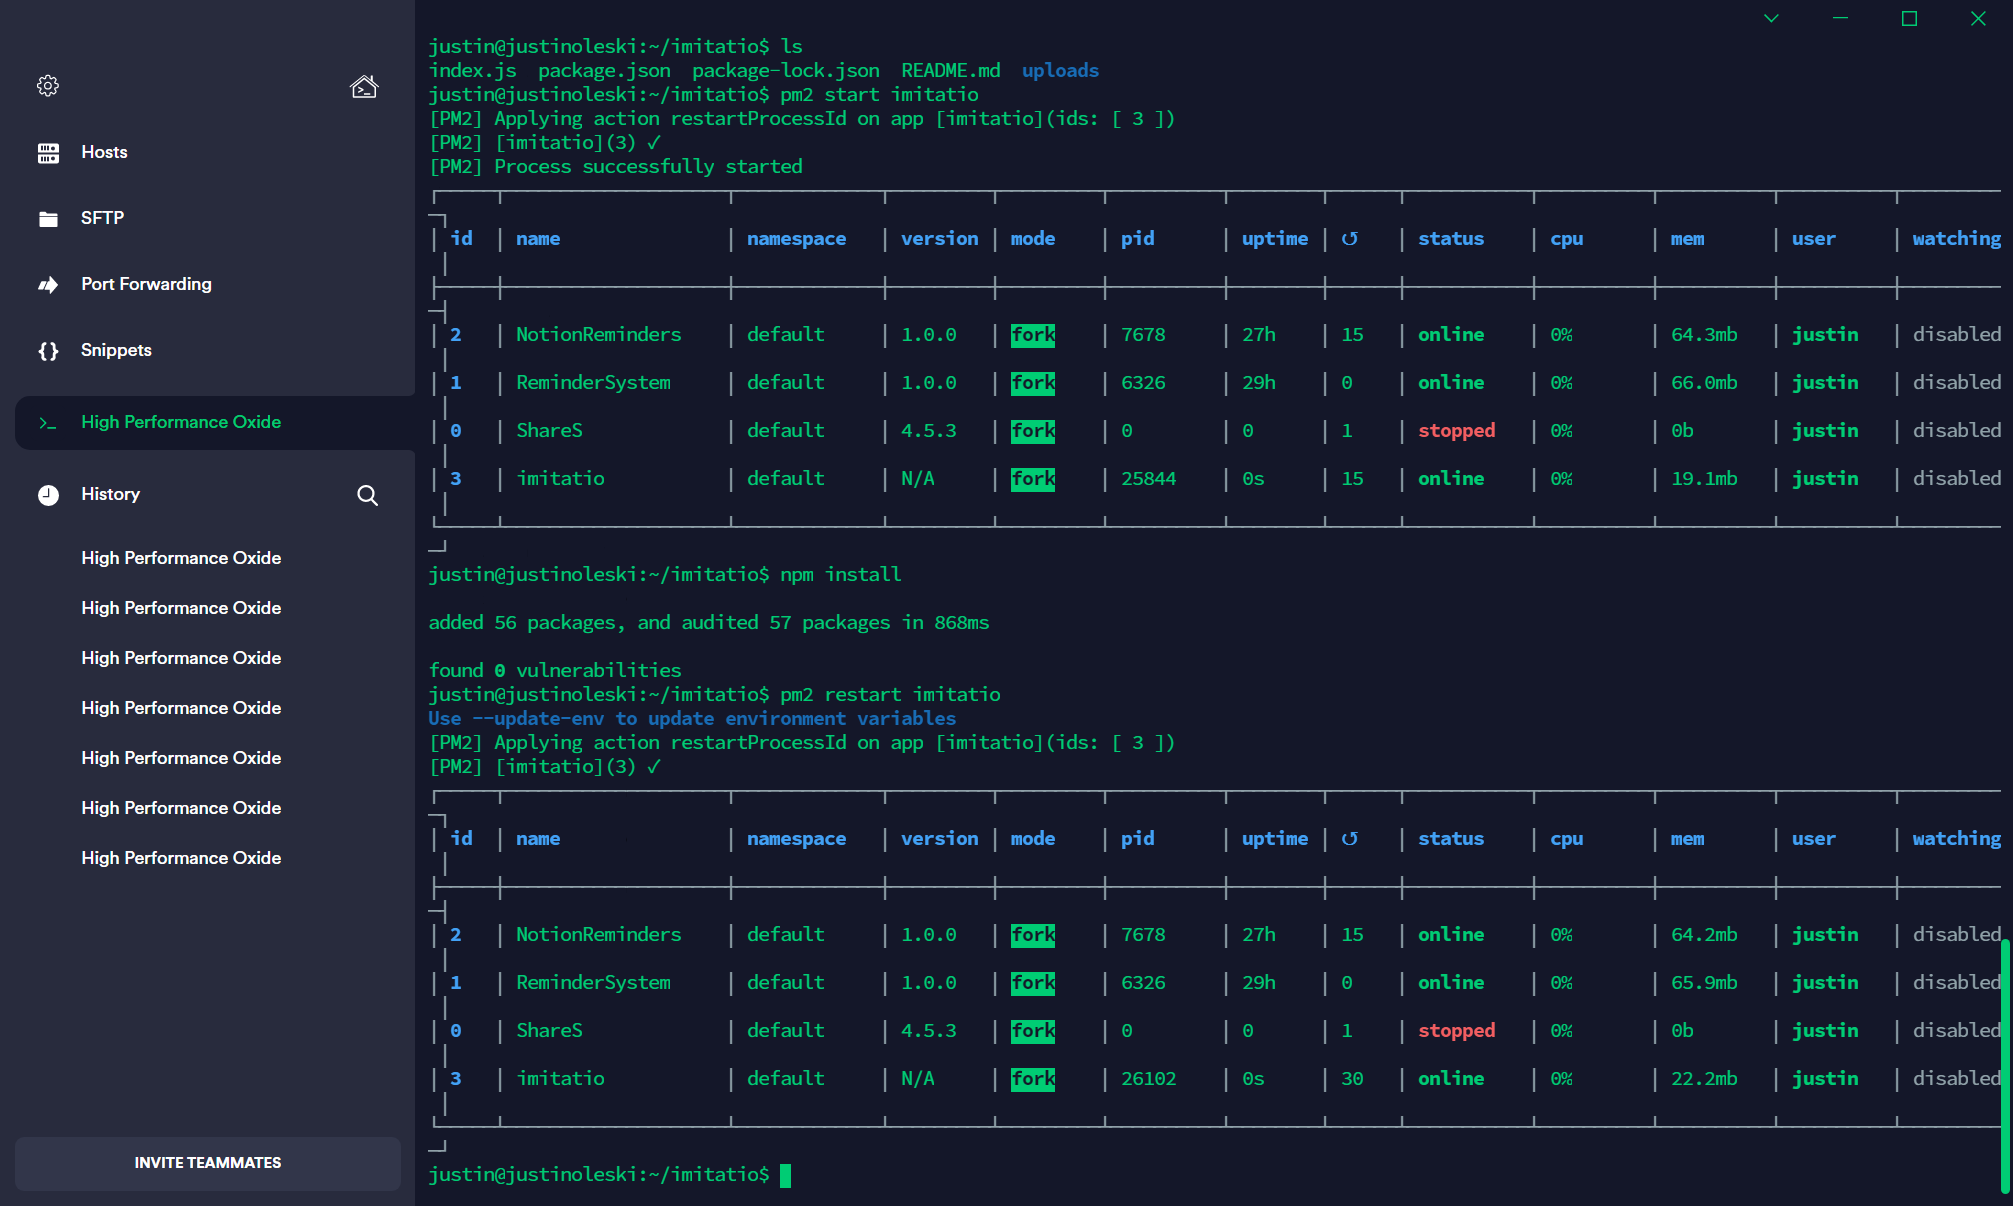 Hosts
SFTP
Port Forwarding
Snippets
High Performance Oxide
History
High Performance Oxide
High Performance Oxide
High Performance Oxide
High Performance Oxide
High Performance Oxide
High Performance Oxide
High Performance Oxide
INVITE TEAMMATES
justin@justinoleski:~/imitatio$ ls
index.js  package.json  package-lock.json  README.md  uploads
justin@justinoleski:~/imitatio$ pm2 start imitatio
[PM2] Applying action restartProcessId on app [imitatio](ids: [ 3 ])
[PM2] [imitatio](3) ✓
[PM2] Process successfully started
│ id │ name │ namespace │ version │ mode │ pid │ uptime │ ↺ │ status │ cpu │ mem │ user │ watching │
│ 2 │ NotionReminders │ default │ 1.0.0 │ fork │ 7678 │ 27h │ 15 │ online │ 0% │ 64.3mb │ justin │ disabled │
│ 1 │ ReminderSystem │ default │ 1.0.0 │ fork │ 6326 │ 29h │ 0 │ online │ 0% │ 66.0mb │ justin │ disabled │
│ 0 │ ShareS │ default │ 4.5.3 │ fork │ 0 │ 0 │ 1 │ stopped │ 0% │ 0b │ justin │ disabled │
│ 3 │ imitatio │ default │ N/A │ fork │ 25844 │ 0s │ 15 │ online │ 0% │ 19.1mb │ justin │ disabled │
justin@justinoleski:~/imitatio$ npm install
added 56 packages, and audited 57 packages in 868ms
found 0 vulnerabilities
justin@justinoleski:~/imitatio$ pm2 restart imitatio
Use --update-env to update environment variables
[PM2] Applying action restartProcessId on app [imitatio](ids: [ 3 ])
[PM2] [imitatio](3) ✓
│ id │ name │ namespace │ version │ mode │ pid │ uptime │ ↺ │ status │ cpu │ mem │ user │ watching │
│ 2 │ NotionReminders │ default │ 1.0.0 │ fork │ 7678 │ 27h │ 15 │ online │ 0% │ 64.2mb │ justin │ disabled │
│ 1 │ ReminderSystem │ default │ 1.0.0 │ fork │ 6326 │ 29h │ 0 │ online │ 0% │ 65.9mb │ justin │ disabled │
│ 0 │ ShareS │ default │ 4.5.3 │ fork │ 0 │ 0 │ 1 │ stopped │ 0% │ 0b │ justin │ disabled │
│ 3 │ imitatio │ default │ N/A │ fork │ 26102 │ 0s │ 30 │ online │ 0% │ 22.2mb │ justin │ disabled │
justin@justinoleski:~/imitatio$